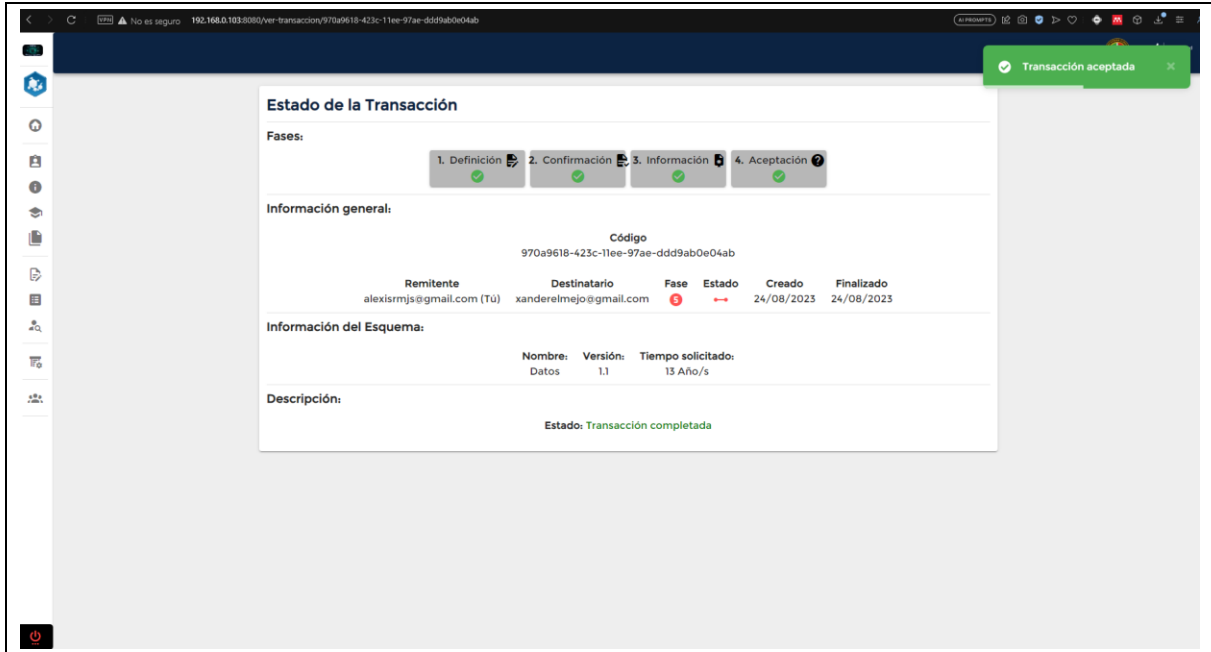 VPN No es seguro 192.168.0.103:8080/ver-transaccion/970a9618-423c-11ee-97ae-ddd9ab0e04ab AI PROMPTS
Transacción aceptada
Estado de la Transacción
Fases:
1. Definición 2. Confirmación 3. Información 4. Aceptación
Información general:
Código
970a9618-423c-11ee-97ae-ddd9ab0e04ab
Remitente Destinatario Fase Estado Creado Finalizado
alexisrmjs@gmail.com (Tú) xanderelmejo@gmail.com 5 24/08/2023 24/08/2023
Información del Esquema:
Nombre: Versión: Tiempo solicitado:
Datos 1.1 13 Año/s
Descripción:
Estado: Transacción completada